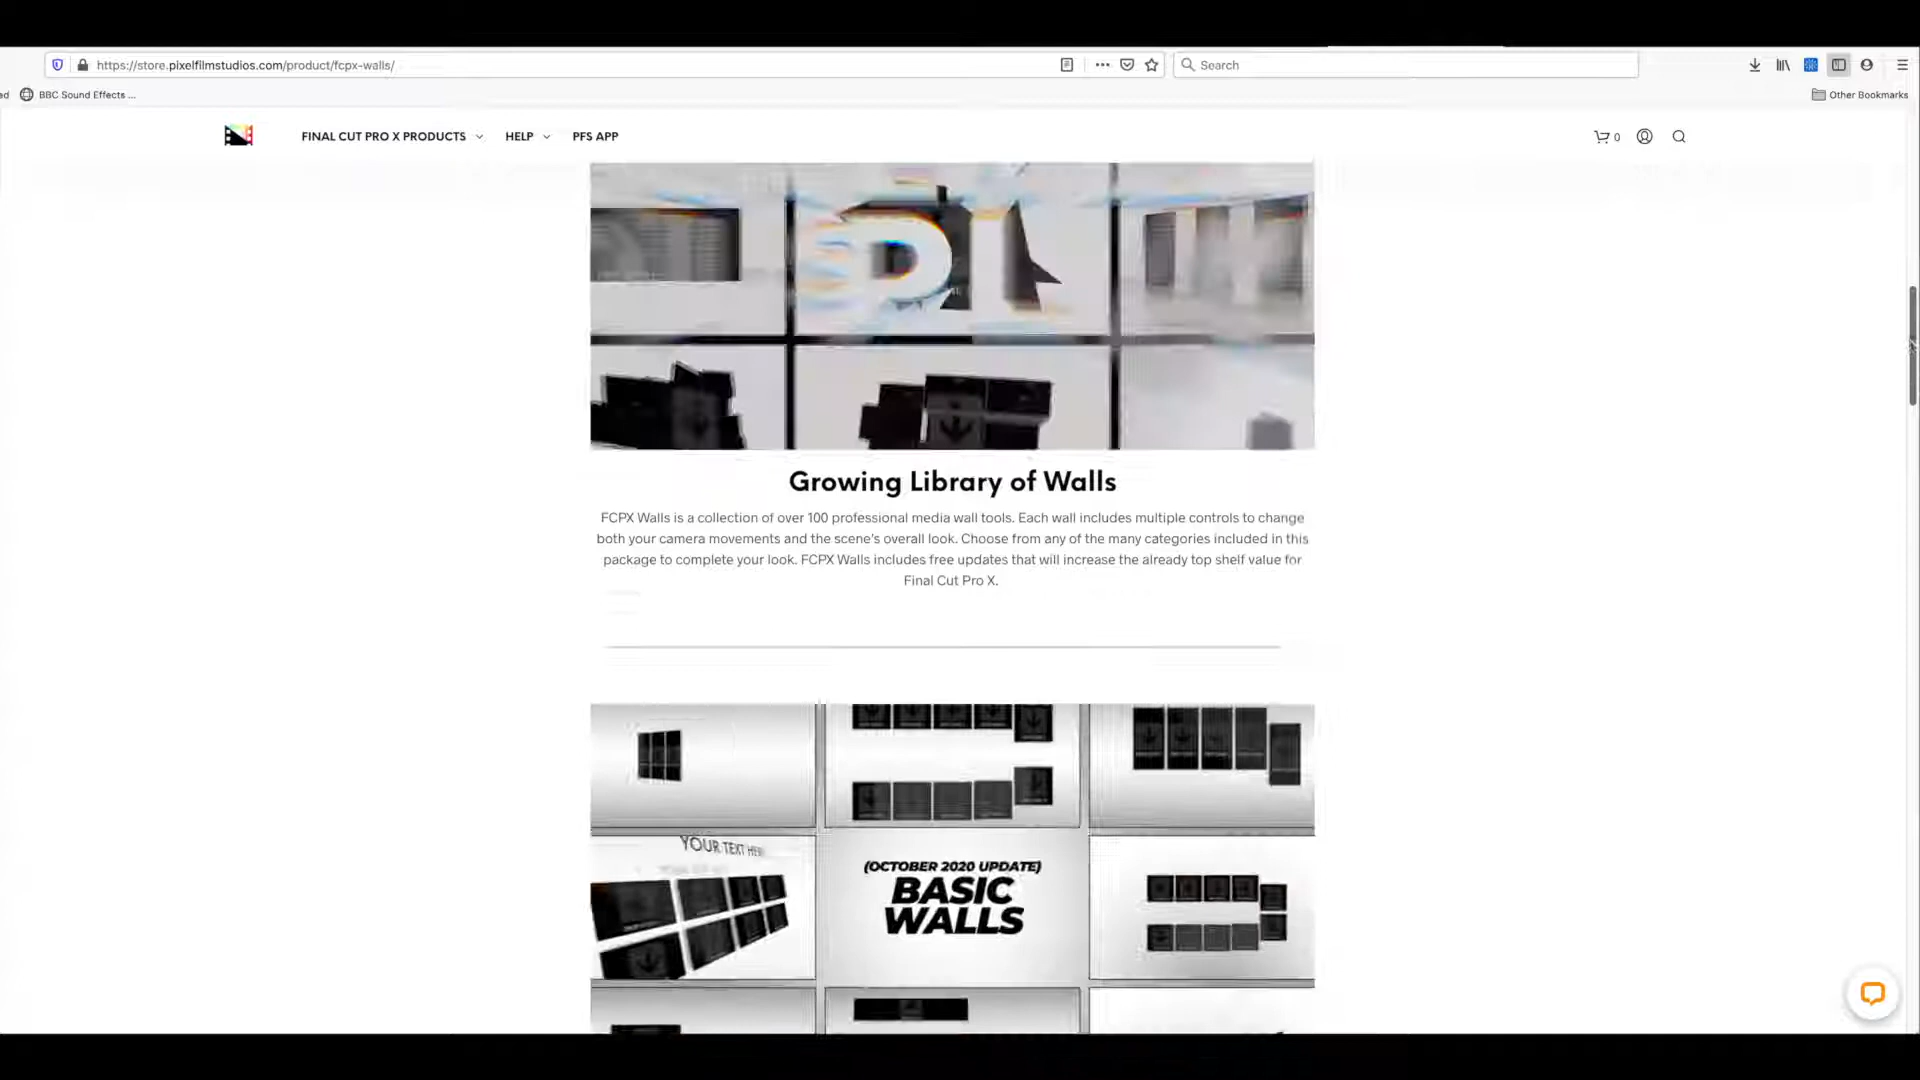 https://store.pixelfilmstudios.com/product/fcpx-walls/
Search
ed
BBC Sound Effects ...
Other Bookmarks
FINAL CUT PRO X PRODUCTS
HELP
PFS APP
0
Growing Library of Walls
FCPX Walls is a collection of over 100 professional media wall tools. Each wall includes multiple controls to change
both your camera movements and the scene's overall look. Choose from any of the many categories included in this
package to complete your look. FCPX Walls includes free updates that will increase the already top shelf value for
Final Cut Pro X.
YOUR TEXT HERE
(OCTOBER 2020 UPDATE)
BASIC
WALLS